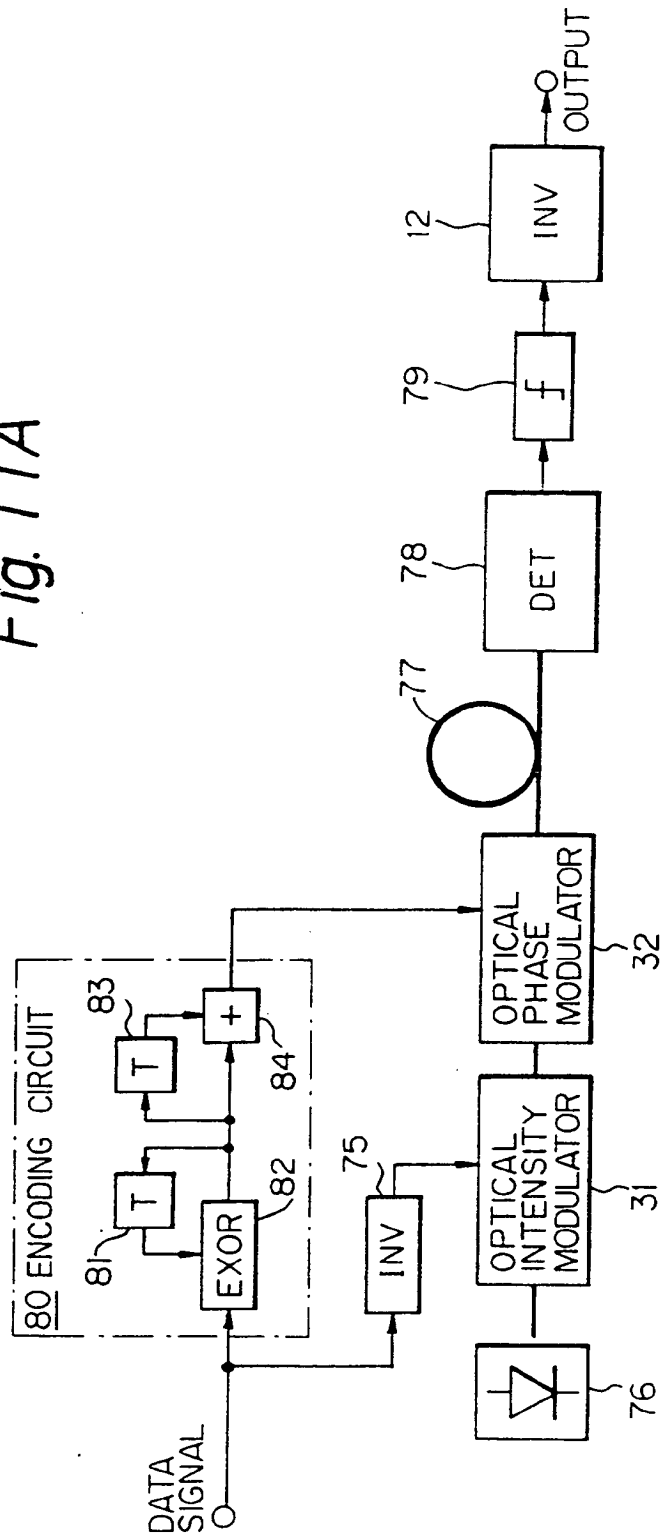 Fig. 11A
80 ENCODING CIRCUIT
81
T
83
T
EXOR
82
+
84
DATA
SIGNAL
75
INV
76
OPTICAL
INTENSITY
MODULATOR
31
OPTICAL
PHASE
MODULATOR
32
77
78
DET
79
12
INV
OUTPUT